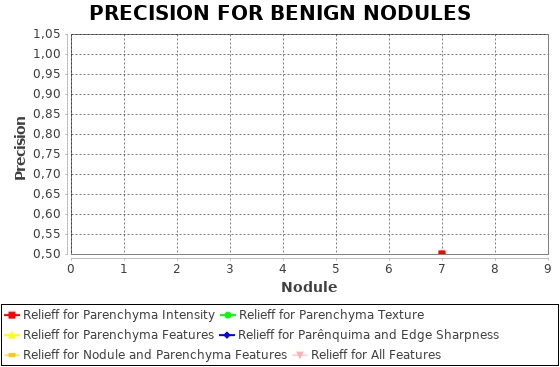 PRECISION FOR BENIGN NODULES
1,05
1,00
0,95
0,90
0,85
0,80
0,75
0,70
0,65
0,60
0,55
0,50
Precision
0 1 2 3 4 5 6 7 8 9
Nodule
Relieff for Parenchyma Intensity Relieff for Parenchyma Texture
Relieff for Parenchyma Features Relieff for Parênquima and Edge Sharpness
Relieff for Nodule and Parenchyma Features Relieff for All Features